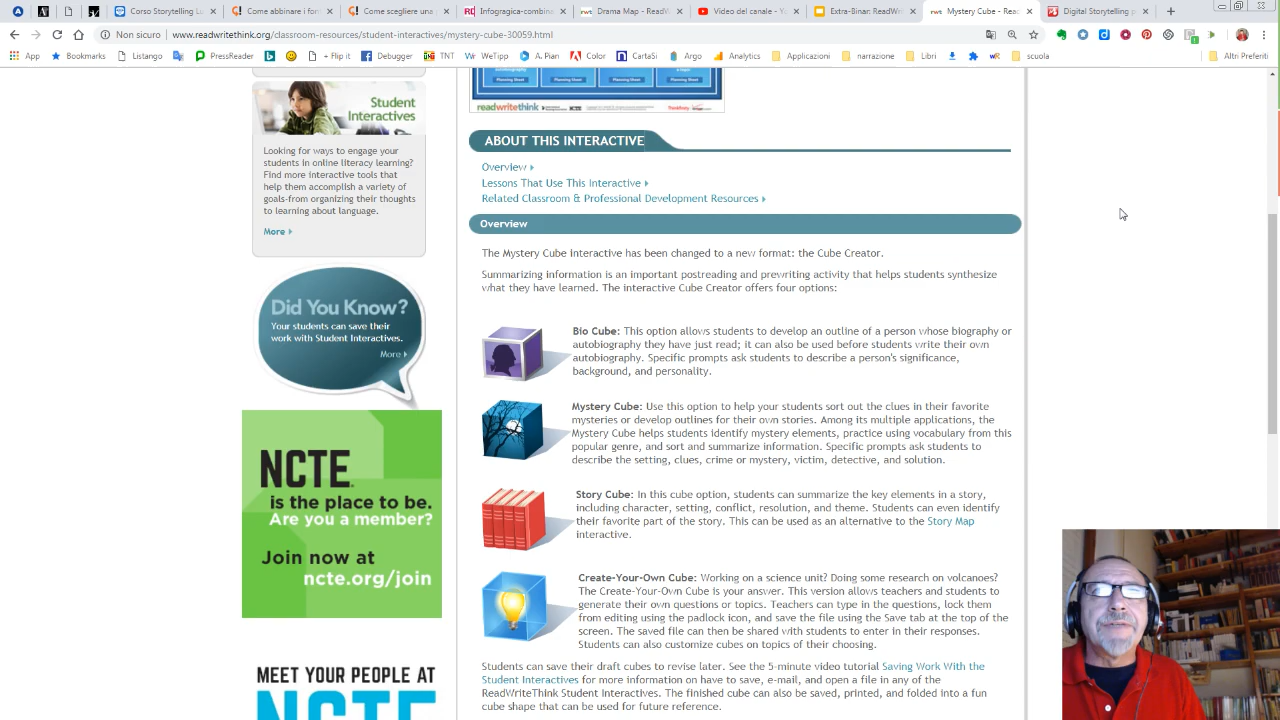 Corso Storytelling L
Come abbinare i for
Come scegliere una
Infogragica-combina
Drama Map - ReadW
Video del canale - Y
Extra-Binar: ReadWr
Mystery Cube - Rea
Digital Storytelling p
Non sicuro
www.readwritethink.org/classroom-resources/student-interactives/mystery-cube-30059.html
App
Bookmarks
Listango
PressReader
+ Flip it
Debugger
TNT
WeTipp
A. Pian
Color
CartaSi
Argo
Analytics
Applicazioni
narrazione
Libri
scuola
Altri Preferiti
Planning Sheet
Planning Sheet
Planning Sheet
Planning Sheet
readwritethink
Student
Interactives
Looking for ways to engage your
students in online literacy learning?
Find more interactive tools that
help them accomplish a variety of
goals-from organizing their thoughts
to learning about language.
More
Did You Know?
Your students can save their
work with Student Interactives.
More
NCTE
is the place to be.
Are you a member?
Join now at
ncte.org/join
MEET YOUR PEOPLE AT
NCTE
ABOUT THIS INTERACTIVE
Overview
Lessons That Use This Interactive
Related Classroom & Professional Development Resources
Overview
The Mystery Cube interactive has been changed to a new format: the Cube Creator.
Summarizing information is an important postreading and prewriting activity that helps students synthesize
what they have learned. The interactive Cube Creator offers four options:
Bio Cube: This option allows students to develop an outline of a person whose biography or
autobiography they have just read; it can also be used before students write their own
autobiography. Specific prompts ask students to describe a person's significance,
background, and personality.
Mystery Cube: Use this option to help your students sort out the clues in their favorite
mysteries or develop outlines for their own stories. Among its multiple applications, the
Mystery Cube helps students identify mystery elements, practice using vocabulary from this
popular genre, and sort and summarize information. Specific prompts ask students to
describe the setting, clues, crime or mystery, victim, detective, and solution.
Story Cube: In this cube option, students can summarize the key elements in a story,
including character, setting, conflict, resolution, and theme. Students can even identify
their favorite part of the story. This can be used as an alternative to the Story Map
interactive.
Create-Your-Own Cube: Working on a science unit? Doing some research on volcanoes?
The Create-Your-Own Cube is your answer. This version allows teachers and students to
generate their own questions or topics. Teachers can type in the questions, lock them
from editing using the padlock icon, and save the file using the Save tab at the top of the
screen. The saved file can then be shared with students to enter in their responses.
Students can also customize cubes on topics of their choosing.
Students can save their draft cubes to revise later. See the 5-minute video tutorial Saving Work With the
Student Interactives for more information on have to save, e-mail, and open a file in any of the
ReadWriteThink Student Interactives. The finished cube can also be saved, printed, and folded into a fun
cube shape that can be used for future reference.